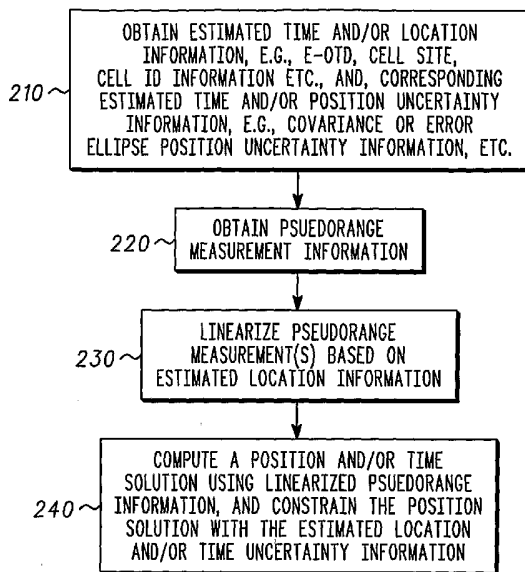 OBTAIN ESTIMATED TIME AND/OR LOCATION
INFORMATION, E.G., E-OTD, CELL SITE,
CELL ID INFORMATION ETC., AND, CORRESPONDING
ESTIMATED TIME AND/OR POSITION UNCERTAINTY
INFORMATION, E.G., COVARIANCE OR ERROR
ELLIPSE POSITION UNCERTAINTY INFORMATION, ETC.
210
OBTAIN PSUEDORANGE
MEASUREMENT INFORMATION
220
LINEARIZE PSEUDORANGE
MEASUREMENT(S) BASED ON
ESTIMATED LOCATION INFORMATION
230
COMPUTE A POSITION AND/OR TIME
SOLUTION USING LINEARIZED PSUEDORANGE
INFORMATION, AND CONSTRAIN THE POSITION
SOLUTION WITH THE ESTIMATED LOCATION
AND/OR TIME UNCERTAINTY INFORMATION
240